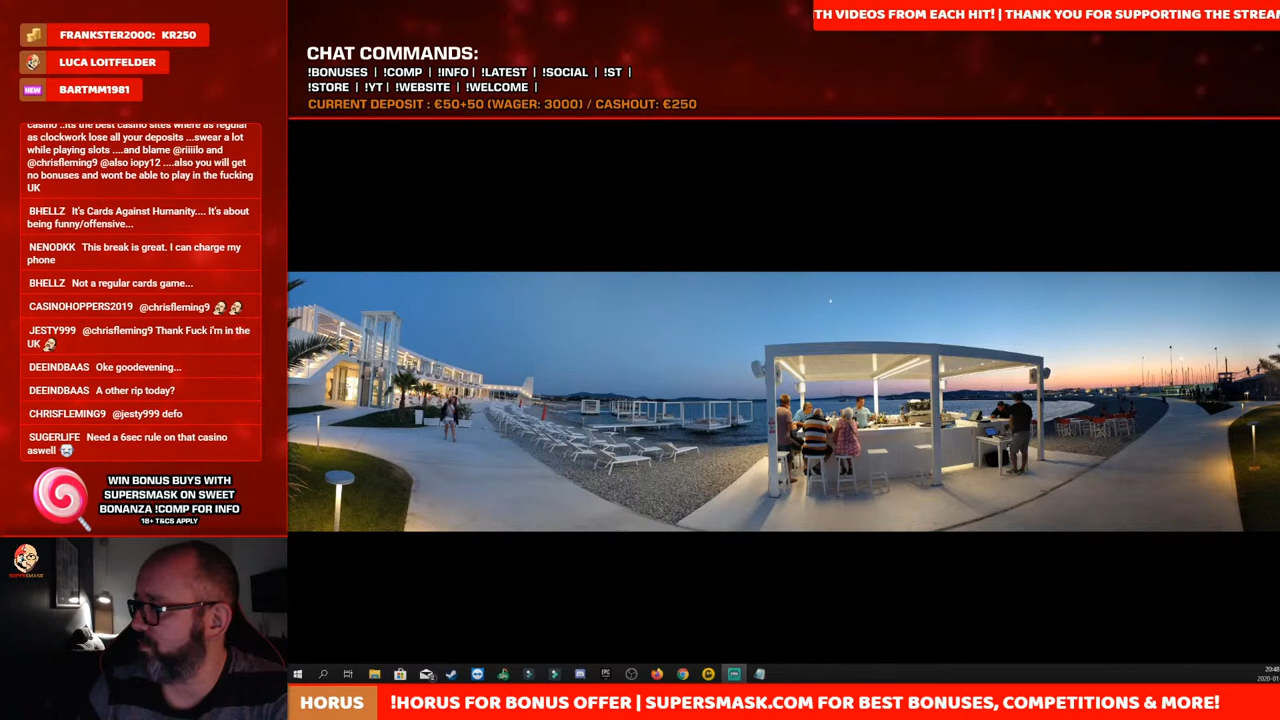 FRANKSTER2000: KR250
LUCA LOITFELDER
NEW BARTMM1981
TH VIDEOS FROM EACH HIT! | THANK YOU FOR SUPPORTING THE STREAM
CHAT COMMANDS:
!BONUSES | !COMP | !INFO | !LATEST | !SOCIAL | !ST |
!STORE | !YT | !WEBSITE | !WELCOME |
CURRENT DEPOSIT : €50+50 (WAGER: 3000) / CASHOUT: €250
casino ..its the best casino sites where as regular
as clockwork lose all your deposits ...swear a lot
while playing slots ....and blame @riiiilo and
@chrisfleming9 @also iopy12 ....also you will get
no bonuses and wont be able to play in the fucking
UK
BHELLZ It's Cards Against Humanity.... It's about
being funny/offensive...
NENODKK This break is great. I can charge my
phone
BHELLZ Not a regular cards game...
CASINOHOPPERS2019 @chrisfleming9
JESTY999 @chrisfleming9 Thank Fuck i'm in the
UK
DEEINDBAAS Oke goodevening...
DEEINDBAAS A other rip today?
CHRISFLEMING9 @jesty999 defo
SUGERLIFE Need a 6sec rule on that casino
aswell
WIN BONUS BUYS WITH
SUPERSMASK ON SWEET
BONANZA !COMP FOR INFO
18+ T&CS APPLY
SUPERSMASK
EPIC
20:48
2020-01
HORUS
!HORUS FOR BONUS OFFER | SUPERSMASK.COM FOR BEST BONUSES, COMPETITIONS & MORE!